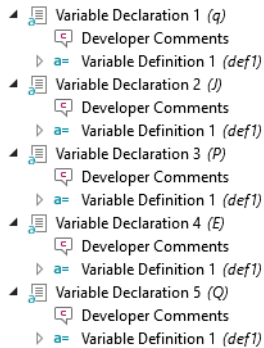 Variable Declaration 1 (q)
Developer Comments
a= Variable Definition 1 (def1)
Variable Declaration 2 (J)
Developer Comments
a= Variable Definition 1 (def1)
Variable Declaration 3 (P)
Developer Comments
a= Variable Definition 1 (def1)
Variable Declaration 4 (E)
Developer Comments
a= Variable Definition 1 (def1)
Variable Declaration 5 (Q)
Developer Comments
a= Variable Definition 1 (def1)